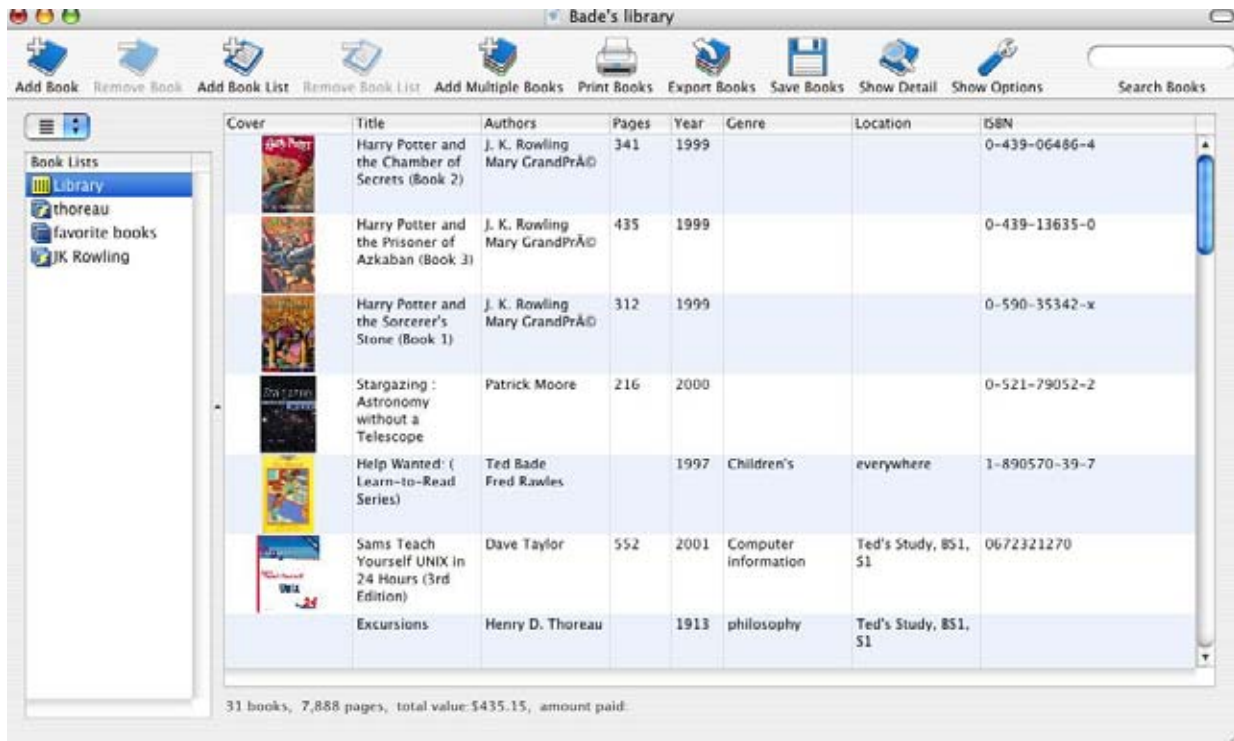 Bade's library
Add Book Remove Book Add Book List Remove Book List Add Multiple Books Print Books Export Books Save Books Show Detail Show Options Search Books
Book Lists
Library
thoreau
favorite books
JK Rowling
Cover Title Authors Pages Year Genre Location ISBN
Harry Potter and J. K. Rowling 341 1999 0-439-06486-4
the Chamber of Mary GrandPrÃ©
Secrets (Book 2)
Harry Potter and J. K. Rowling 435 1999 0-439-13635-0
the Prisoner of Mary GrandPrÃ©
Azkaban (Book 3)
Harry Potter and J. K. Rowling 312 1999 0-590-35342-x
the Sorcerer's Mary GrandPrÃ©
Stone (Book 1)
Stargazing : Patrick Moore 216 2000 0-521-79052-2
Astronomy
without a
Telescope
Help Wanted: ( Ted Bade 1997 Children's everywhere 1-890570-39-7
Learn-to-Read Fred Rawles
Series)
Sams Teach Dave Taylor 552 2001 Computer Ted's Study, BS1, 0672321270
Yourself UNIX in information S1
24 Hours (3rd
Edition)
Excursions Henry D. Thoreau 1913 philosophy Ted's Study, BS1,
S1
31 books, 7,888 pages, total value:$435.15, amount paid: